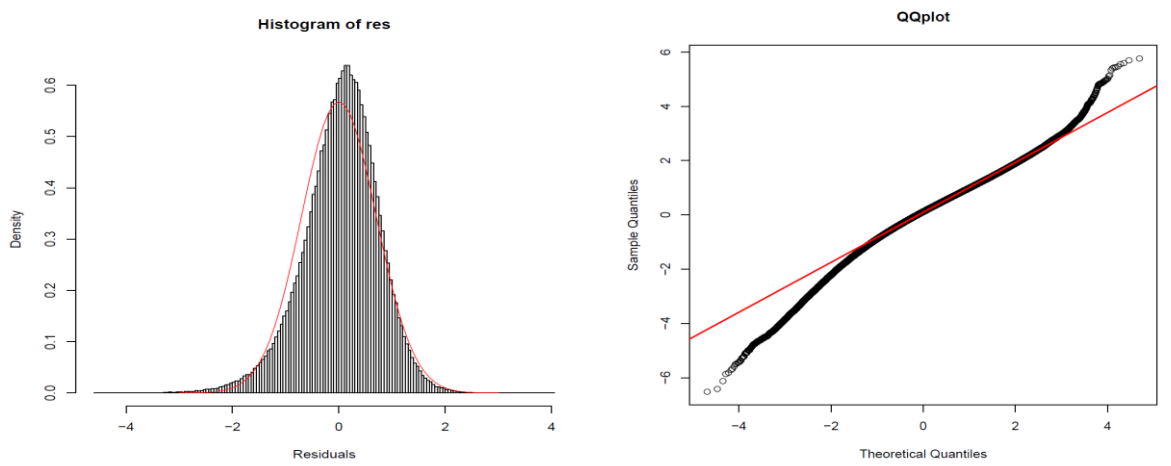 Histogram of res
Density
0.0 0.1 0.2 0.3 0.4 0.5 0.6
−4 −2 0 2 4
Residuals
QQplot
Sample Quantiles
−6 −4 −2 0 2 4 6
−4 −2 0 2 4
Theoretical Quantiles